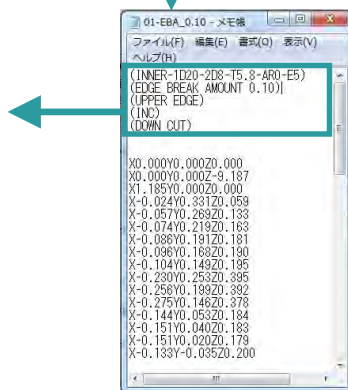 01-EBA_0.10 - メモ帳
ファイル(F) 編集(E) 書式(O) 表示(V)
ヘルプ(H)
(INNER-1D20-2D8-T5.8-AR0-E5)
(EDGE BREAK AMOUNT 0.10)
(UPPER EDGE)
(INC)
(DOWN CUT)
X0.000Y0.000Z0.000
X0.000Y0.000Z-9.187
X1.185Y0.000Z0.000
X-0.024Y0.331Z0.059
X-0.057Y0.269Z0.133
X-0.074Y0.219Z0.163
X-0.086Y0.191Z0.181
X-0.096Y0.168Z0.190
X-0.104Y0.149Z0.195
X-0.230Y0.253Z0.395
X-0.256Y0.199Z0.392
X-0.275Y0.146Z0.378
X-0.144Y0.053Z0.184
X-0.151Y0.040Z0.183
X-0.151Y0.020Z0.179
X-0.133Y-0.035Z0.200